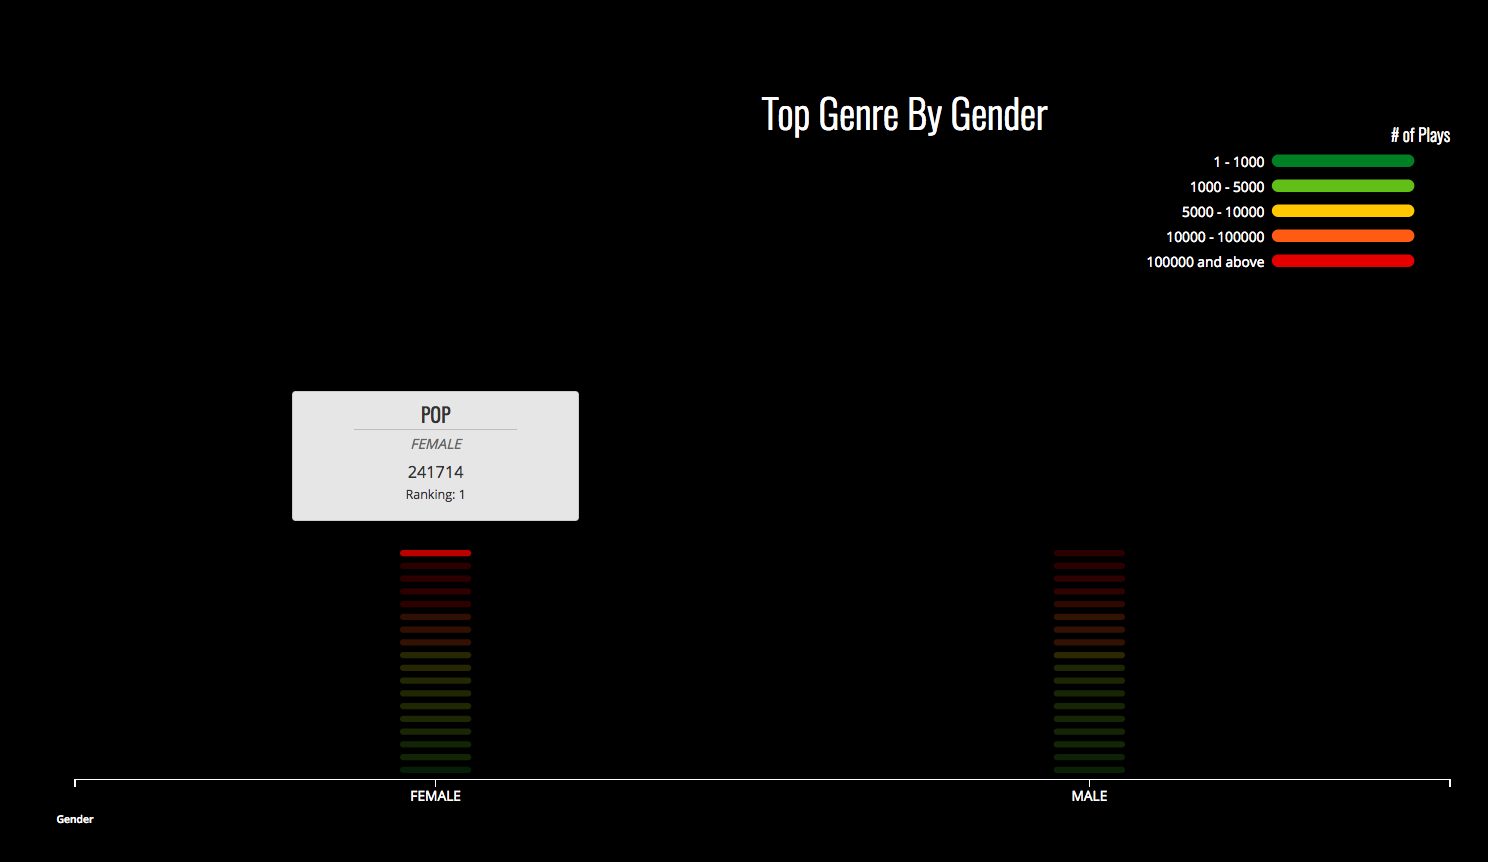 Top Genre By Gender
# of Plays
1 - 1000
1000 - 5000
5000 - 10000
10000 - 100000
100000 and above
POP
FEMALE
241714
Ranking: 1
FEMALE
MALE
Gender